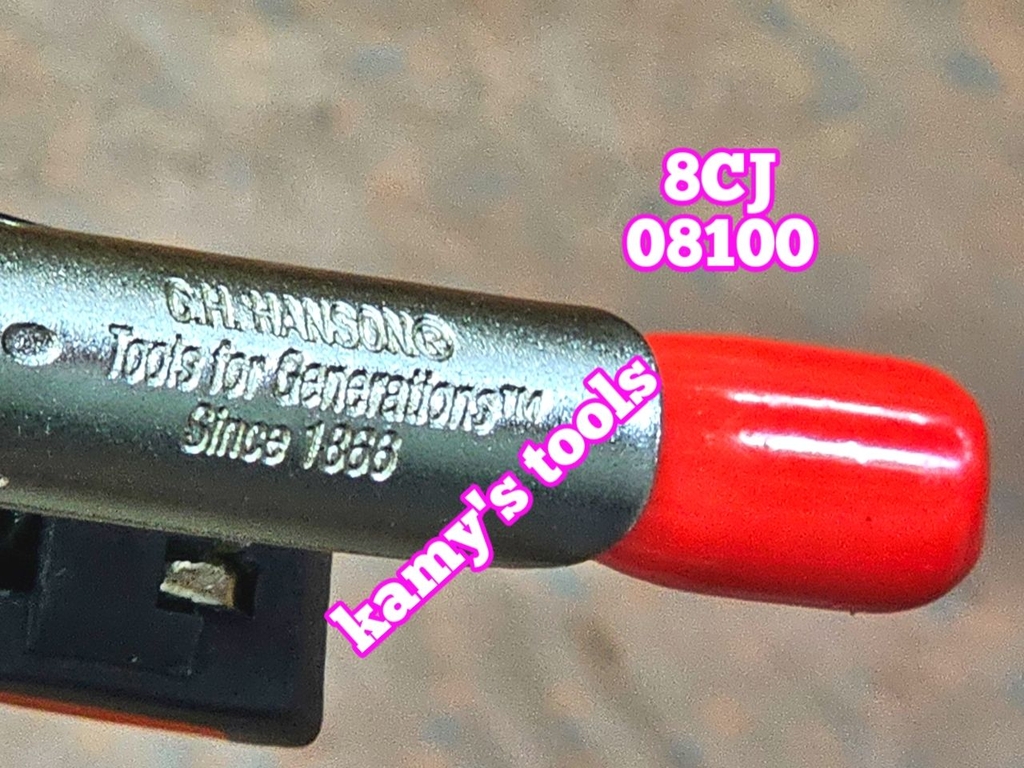 8CJ
08100
C.H. HANSON®
Tools for Generations™
Since 1866
kamy's tools